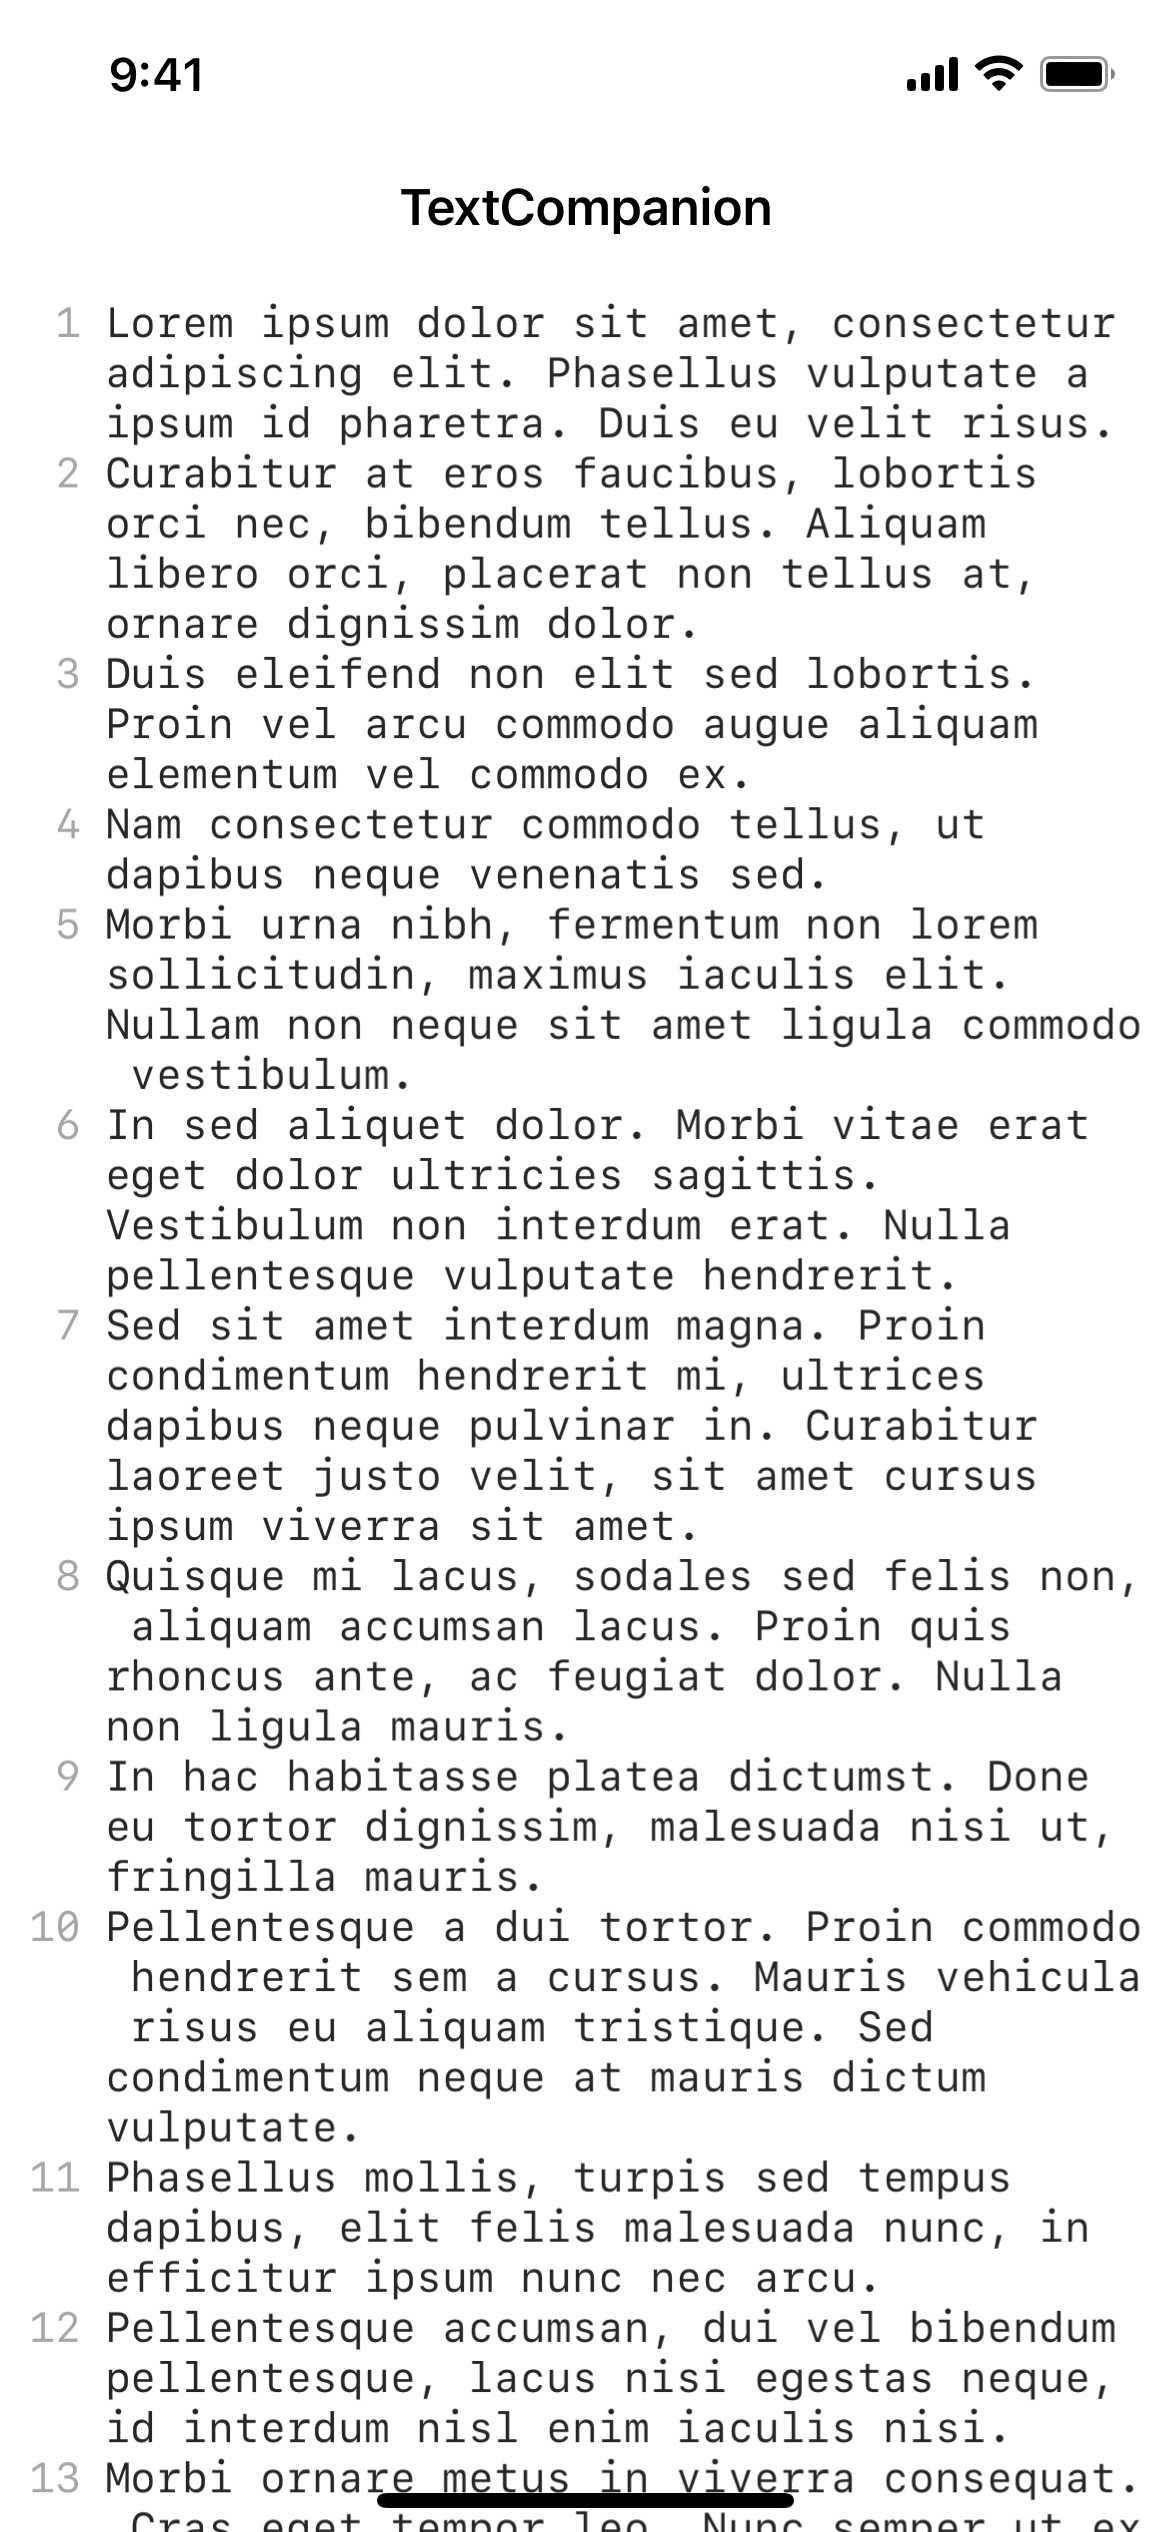 9:41
TextCompanion
1 Lorem ipsum dolor sit amet, consectetur
adipiscing elit. Phasellus vulputate a
ipsum id pharetra. Duis eu velit risus.
2 Curabitur at eros faucibus, lobortis
orci nec, bibendum tellus. Aliquam
libero orci, placerat non tellus at,
ornare dignissim dolor.
3 Duis eleifend non elit sed lobortis.
Proin vel arcu commodo augue aliquam
elementum vel commodo ex.
4 Nam consectetur commodo tellus, ut
dapibus neque venenatis sed.
5 Morbi urna nibh, fermentum non lorem
sollicitudin, maximus iaculis elit.
Nullam non neque sit amet ligula commodo
vestibulum.
6 In sed aliquet dolor. Morbi vitae erat
eget dolor ultricies sagittis.
Vestibulum non interdum erat. Nulla
pellentesque vulputate hendrerit.
7 Sed sit amet interdum magna. Proin
condimentum hendrerit mi, ultrices
dapibus neque pulvinar in. Curabitur
laoreet justo velit, sit amet cursus
ipsum viverra sit amet.
8 Quisque mi lacus, sodales sed felis non,
aliquam accumsan lacus. Proin quis
rhoncus ante, ac feugiat dolor. Nulla
non ligula mauris.
9 In hac habitasse platea dictumst. Done
eu tortor dignissim, malesuada nisi ut,
fringilla mauris.
10 Pellentesque a dui tortor. Proin commodo
hendrerit sem a cursus. Mauris vehicula
risus eu aliquam tristique. Sed
condimentum neque at mauris dictum
vulputate.
11 Phasellus mollis, turpis sed tempus
dapibus, elit felis malesuada nunc, in
efficitur ipsum nunc nec arcu.
12 Pellentesque accumsan, dui vel bibendum
pellentesque, lacus nisi egestas neque,
id interdum nisl enim iaculis nisi.
13 Morbi ornare metus in viverra consequat.
Cras eget tempor leo. Nunc semper ut ex